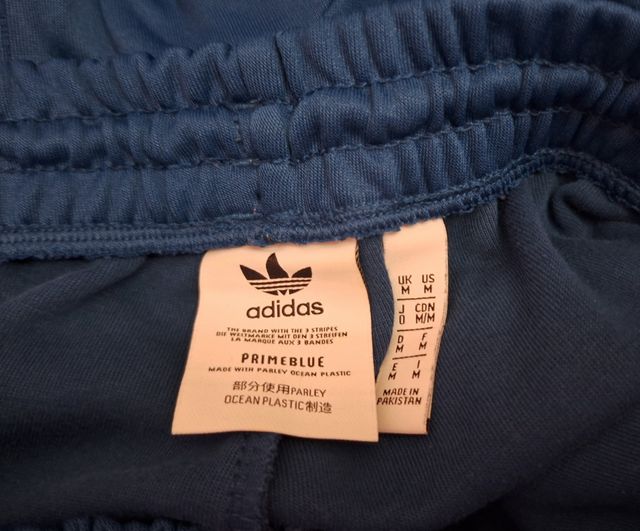 adidas
THE BRAND WITH THE 3 STRIPES
DIE WELTMARKE MIT DEN 3 STREIFEN
LA MARQUE AUX 3 BANDES
PRIMEBLUE
MADE WITH PARLEY OCEAN PLASTIC
部分使用PARLEY
OCEAN PLASTIC制造
UK US
M M
J CDN
O M/M
D F
M M
E I
M M
MADE IN
PAKISTAN